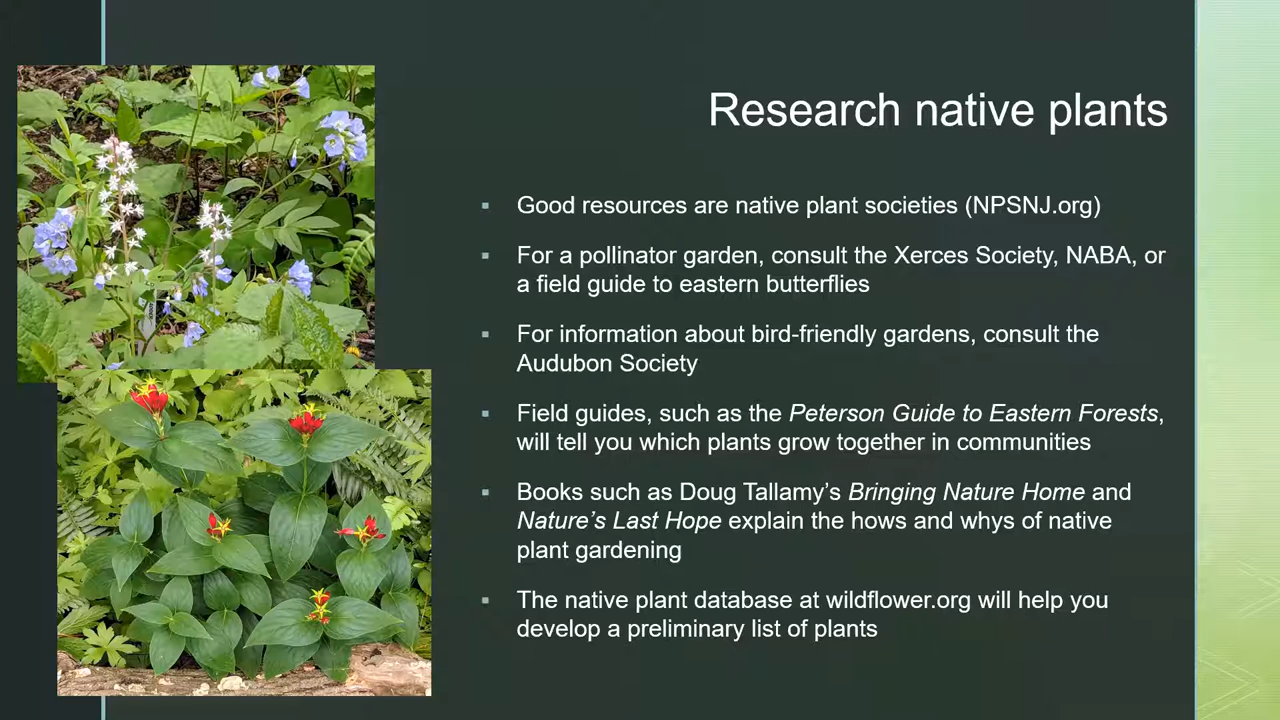 Research native plants
Good resources are native plant societies (NPSNJ.org)
For a pollinator garden, consult the Xerces Society, NABA, or
a field guide to eastern butterflies
For information about bird-friendly gardens, consult the
Audubon Society
Field guides, such as the Peterson Guide to Eastern Forests,
will tell you which plants grow together in communities
Books such as Doug Tallamy’s Bringing Nature Home and
Nature’s Last Hope explain the hows and whys of native
plant gardening
The native plant database at wildflower.org will help you
develop a preliminary list of plants